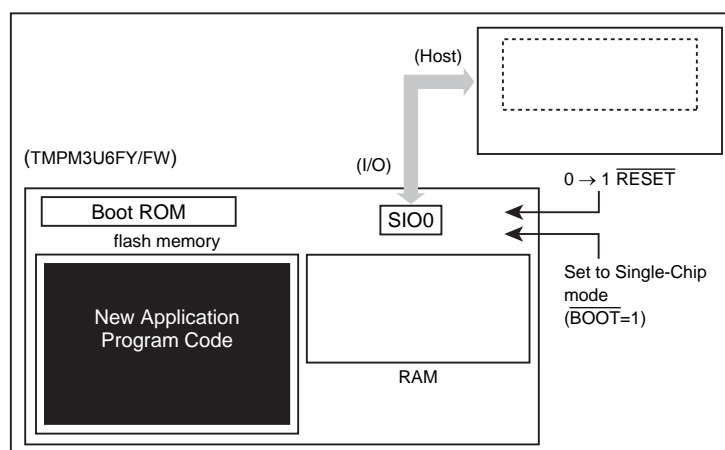 (Host)
(TMPM3U6FY/FW)
(I/O)
0 → 1 RESET
Boot ROM
SIO0
flash memory
Set to Single-Chip
mode
(BOOT=1)
New Application
Program Code
RAM